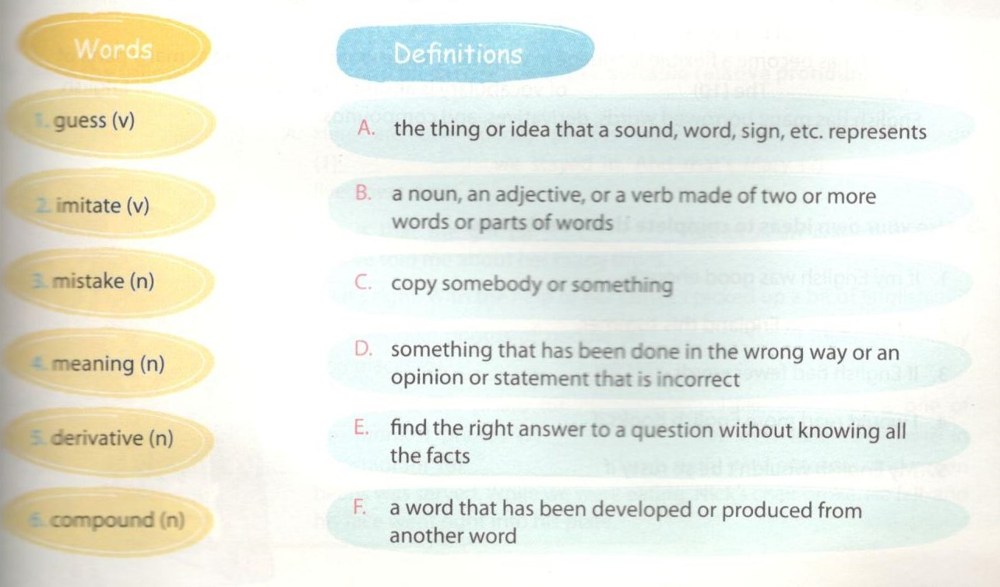 Words
Definitions
1. guess (v)
2. imitate (v)
3. mistake (n)
4. meaning (n)
5. derivative (n)
6. compound (n)
A. the thing or idea that a sound, word, sign, etc. represents
B. a noun, an adjective, or a verb made of two or more
words or parts of words
C. copy somebody or something
D. something that has been done in the wrong way or an
opinion or statement that is incorrect
E. find the right answer to a question without knowing all
the facts
F. a word that has been developed or produced from
another word